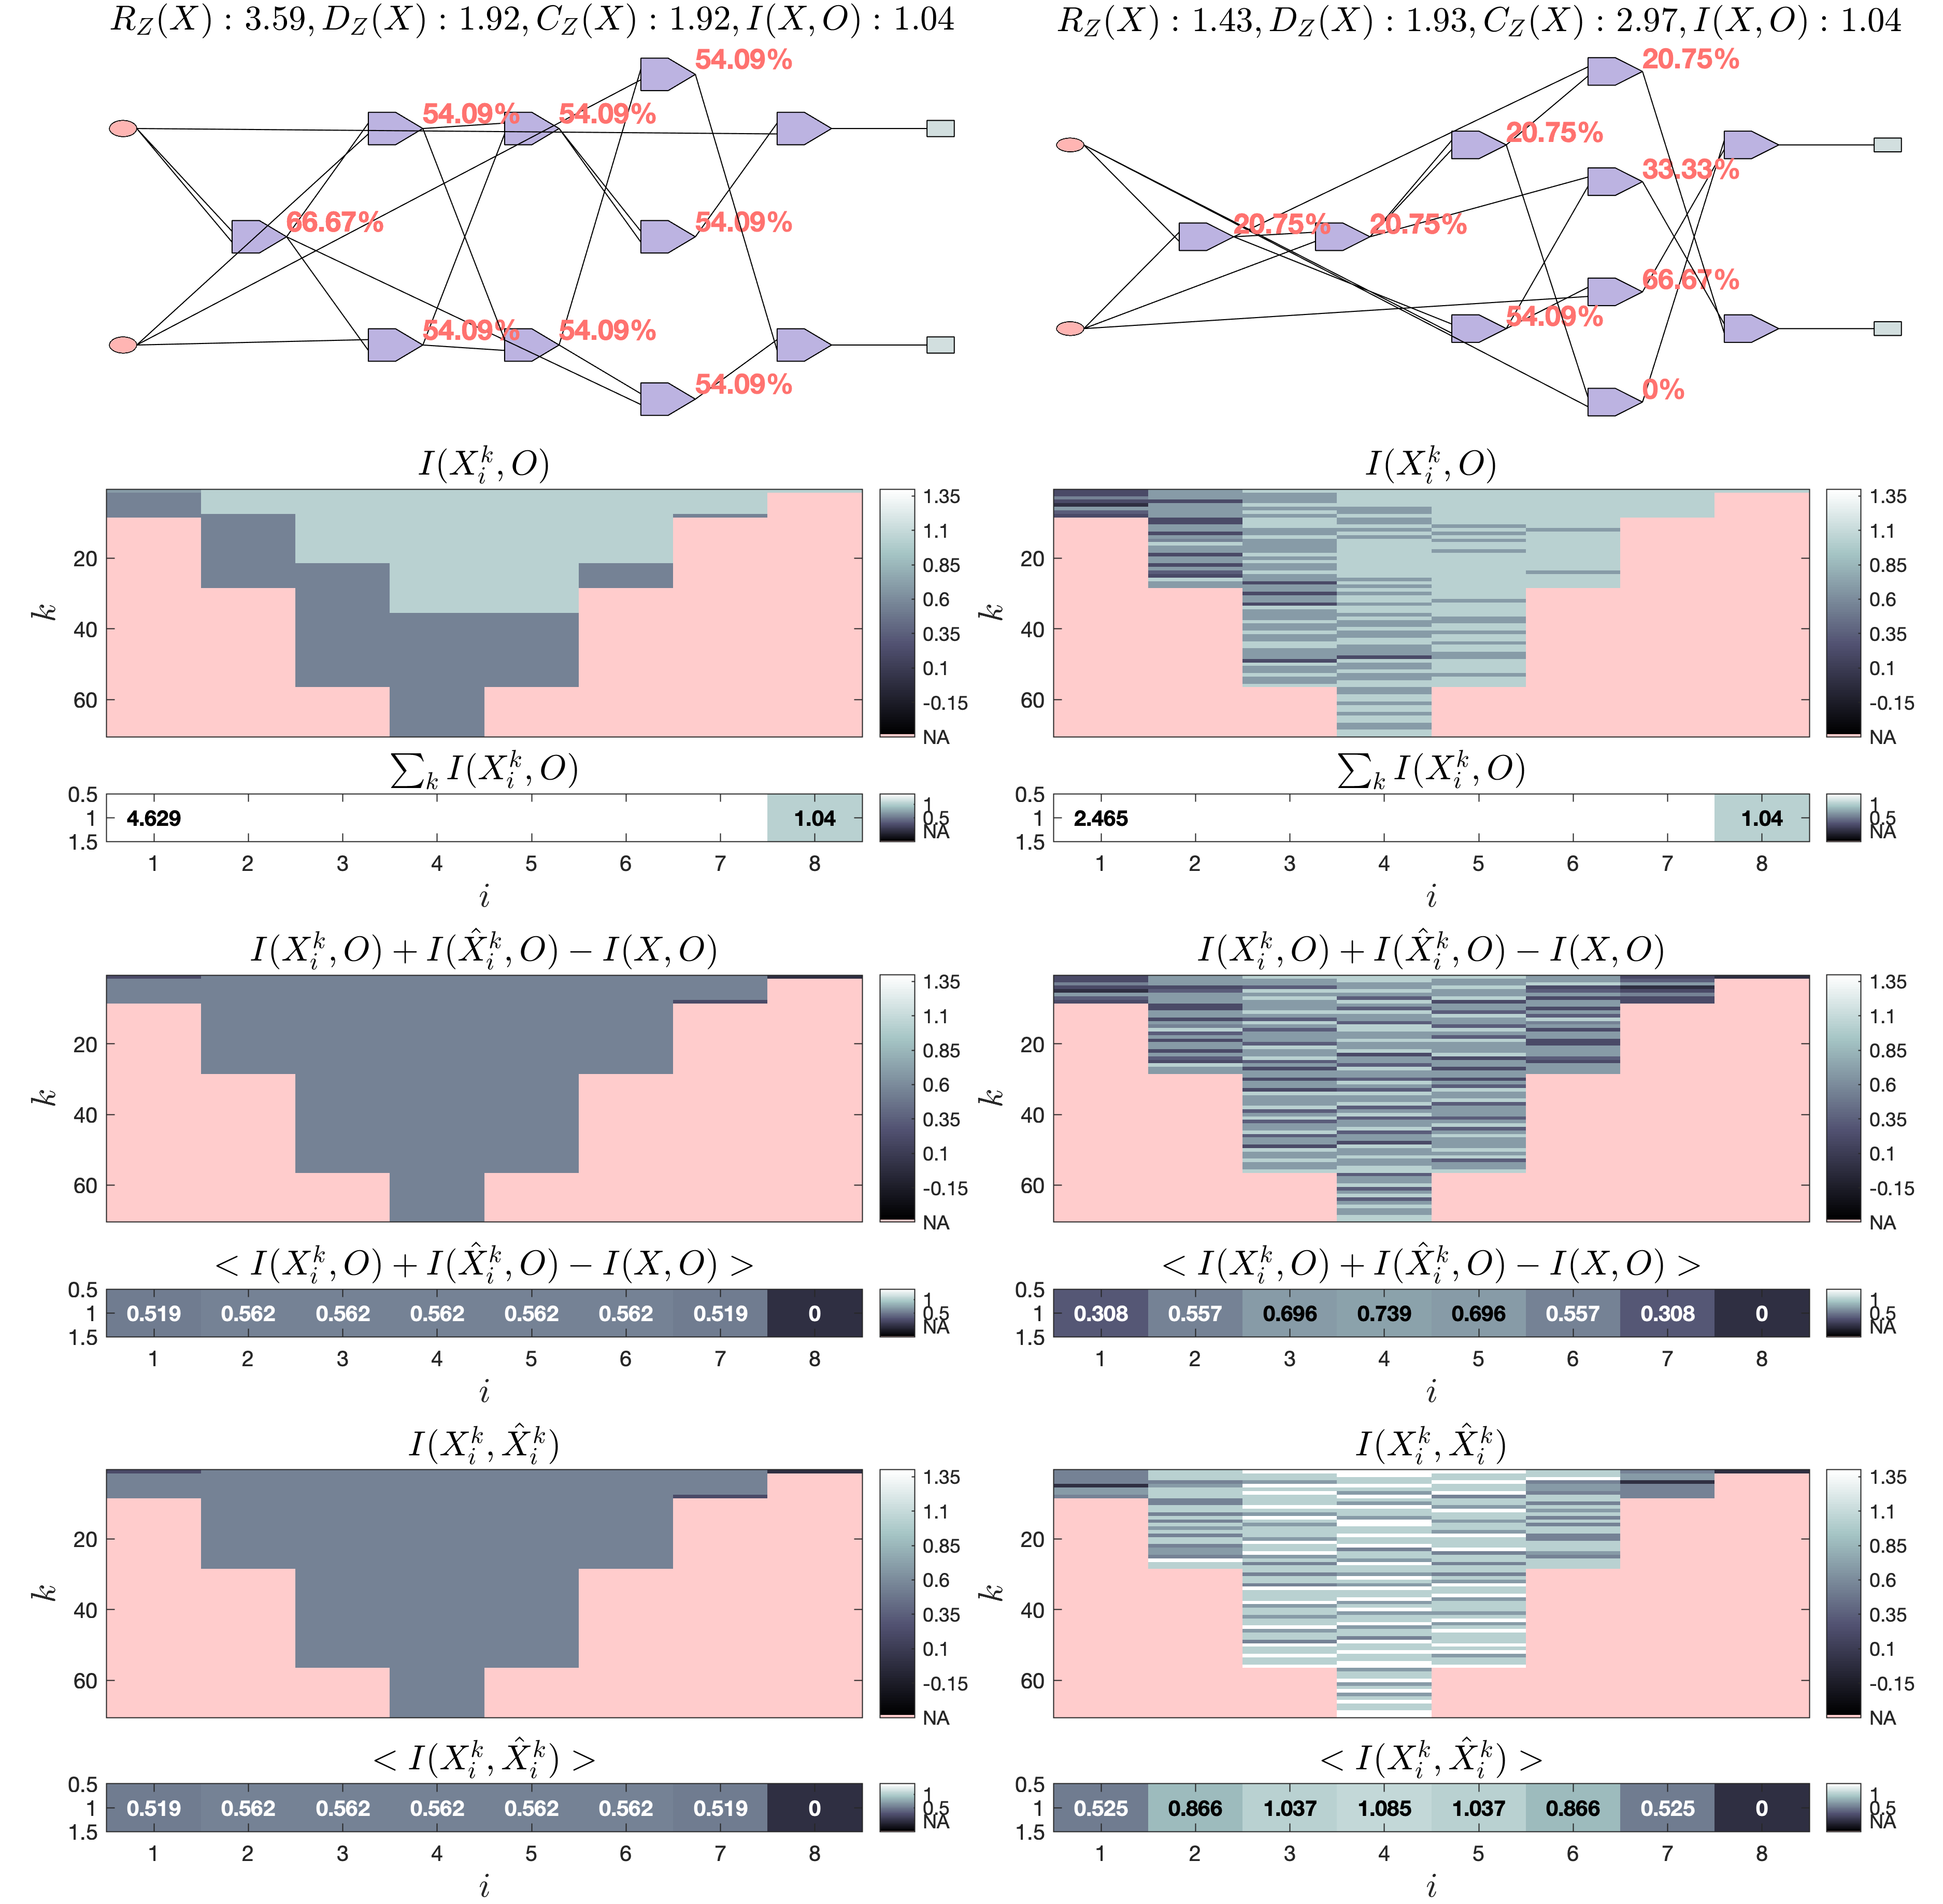 R_Z(X) : 3.59, D_Z(X) : 1.92, C_Z(X) : 1.92, I(X, O) : 1.04
54.09%
54.09% 54.09%
66.67% 54.09%
54.09% 54.09%
54.09%
I(X_i^k, O)
k
20
40
60
1.35
1.1
0.85
0.6
0.35
0.1
-0.15
NA
∑_k I(X_i^k, O)
0.5
1
1.5
4.629 1.04
1
0.5
NA
1 2 3 4 5 6 7 8
i
I(X_i^k, O) + I(X̂_i^k, O) − I(X, O)
k
20
40
60
1.35
1.1
0.85
0.6
0.35
0.1
-0.15
NA
< I(X_i^k, O) + I(X̂_i^k, O) − I(X, O) >
0.5
1
1.5
0.519 0.562 0.562 0.562 0.562 0.562 0.519 0
1
0.5
NA
1 2 3 4 5 6 7 8
i
I(X_i^k, X̂_i^k)
k
20
40
60
1.35
1.1
0.85
0.6
0.35
0.1
-0.15
NA
< I(X_i^k, X̂_i^k) >
0.5
1
1.5
0.519 0.562 0.562 0.562 0.562 0.562 0.519 0
1
0.5
NA
1 2 3 4 5 6 7 8
i
R_Z(X) : 1.43, D_Z(X) : 1.93, C_Z(X) : 2.97, I(X, O) : 1.04
20.75%
20.75%
33.33%
20.75% 20.75%
66.67%
54.09%
0%
I(X_i^k, O)
k
20
40
60
1.35
1.1
0.85
0.6
0.35
0.1
-0.15
NA
∑_k I(X_i^k, O)
0.5
1
1.5
2.465 1.04
1
0.5
NA
1 2 3 4 5 6 7 8
i
I(X_i^k, O) + I(X̂_i^k, O) − I(X, O)
k
20
40
60
1.35
1.1
0.85
0.6
0.35
0.1
-0.15
NA
< I(X_i^k, O) + I(X̂_i^k, O) − I(X, O) >
0.5
1
1.5
0.308 0.557 0.696 0.739 0.696 0.557 0.308 0
1
0.5
NA
1 2 3 4 5 6 7 8
i
I(X_i^k, X̂_i^k)
k
20
40
60
1.35
1.1
0.85
0.6
0.35
0.1
-0.15
NA
< I(X_i^k, X̂_i^k) >
0.5
1
1.5
0.525 0.866 1.037 1.085 1.037 0.866 0.525 0
1
0.5
NA
1 2 3 4 5 6 7 8
i